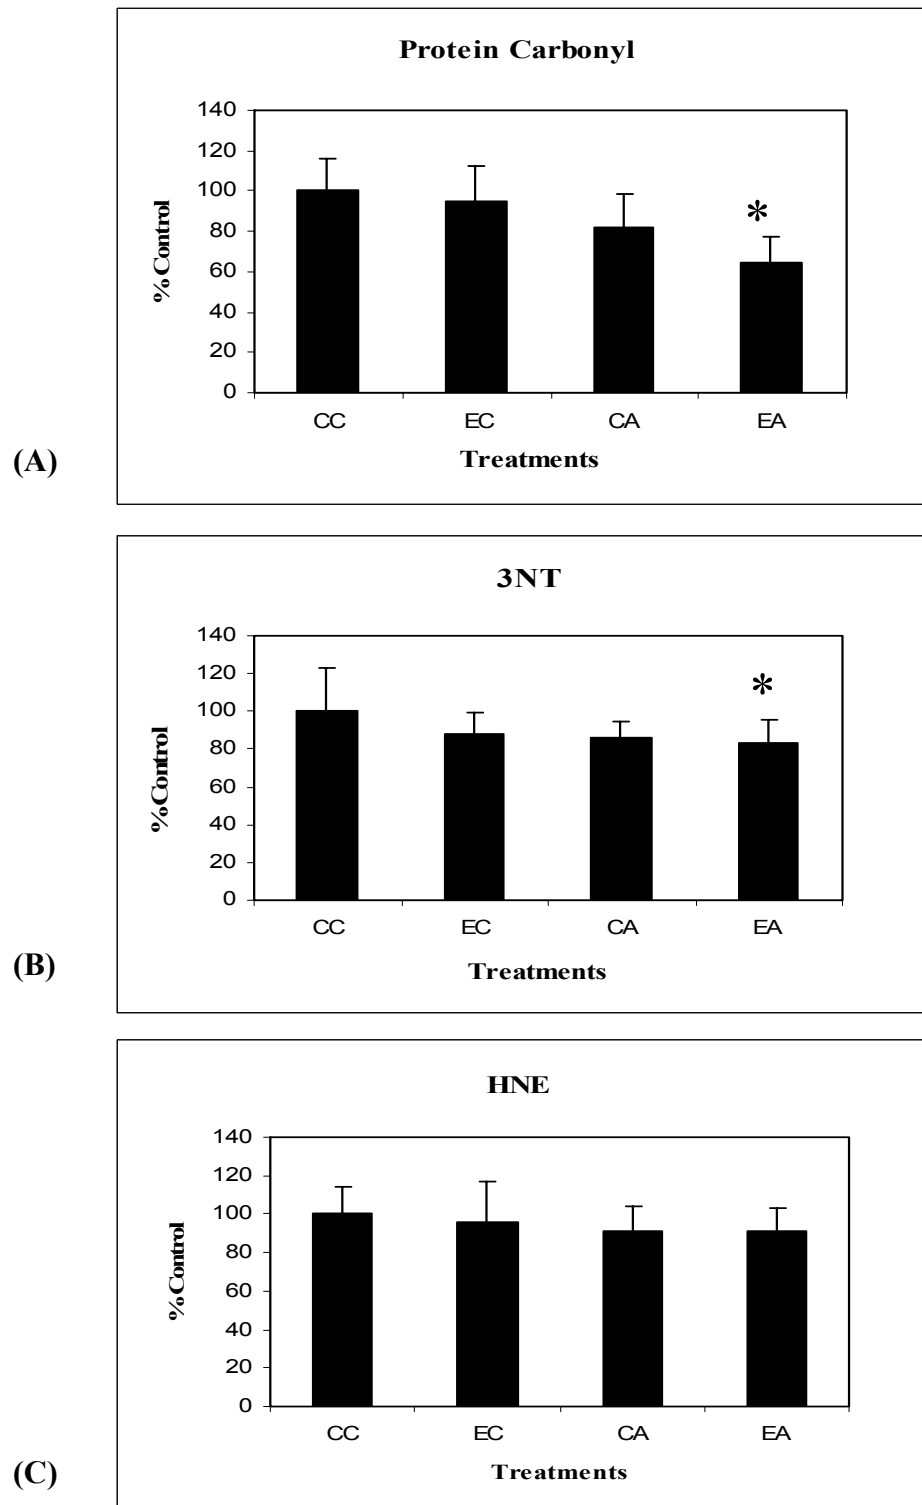 Protein Carbonyl
140
120
100
80
60
40
20
0
%Control
*
CC EC CA EA
Treatments
(A)
3NT
140
120
100
80
60
40
20
0
%Control
*
CC EC CA EA
Treatments
(B)
HNE
140
120
100
80
60
40
20
0
%Control
CC EC CA EA
Treatments
(C)